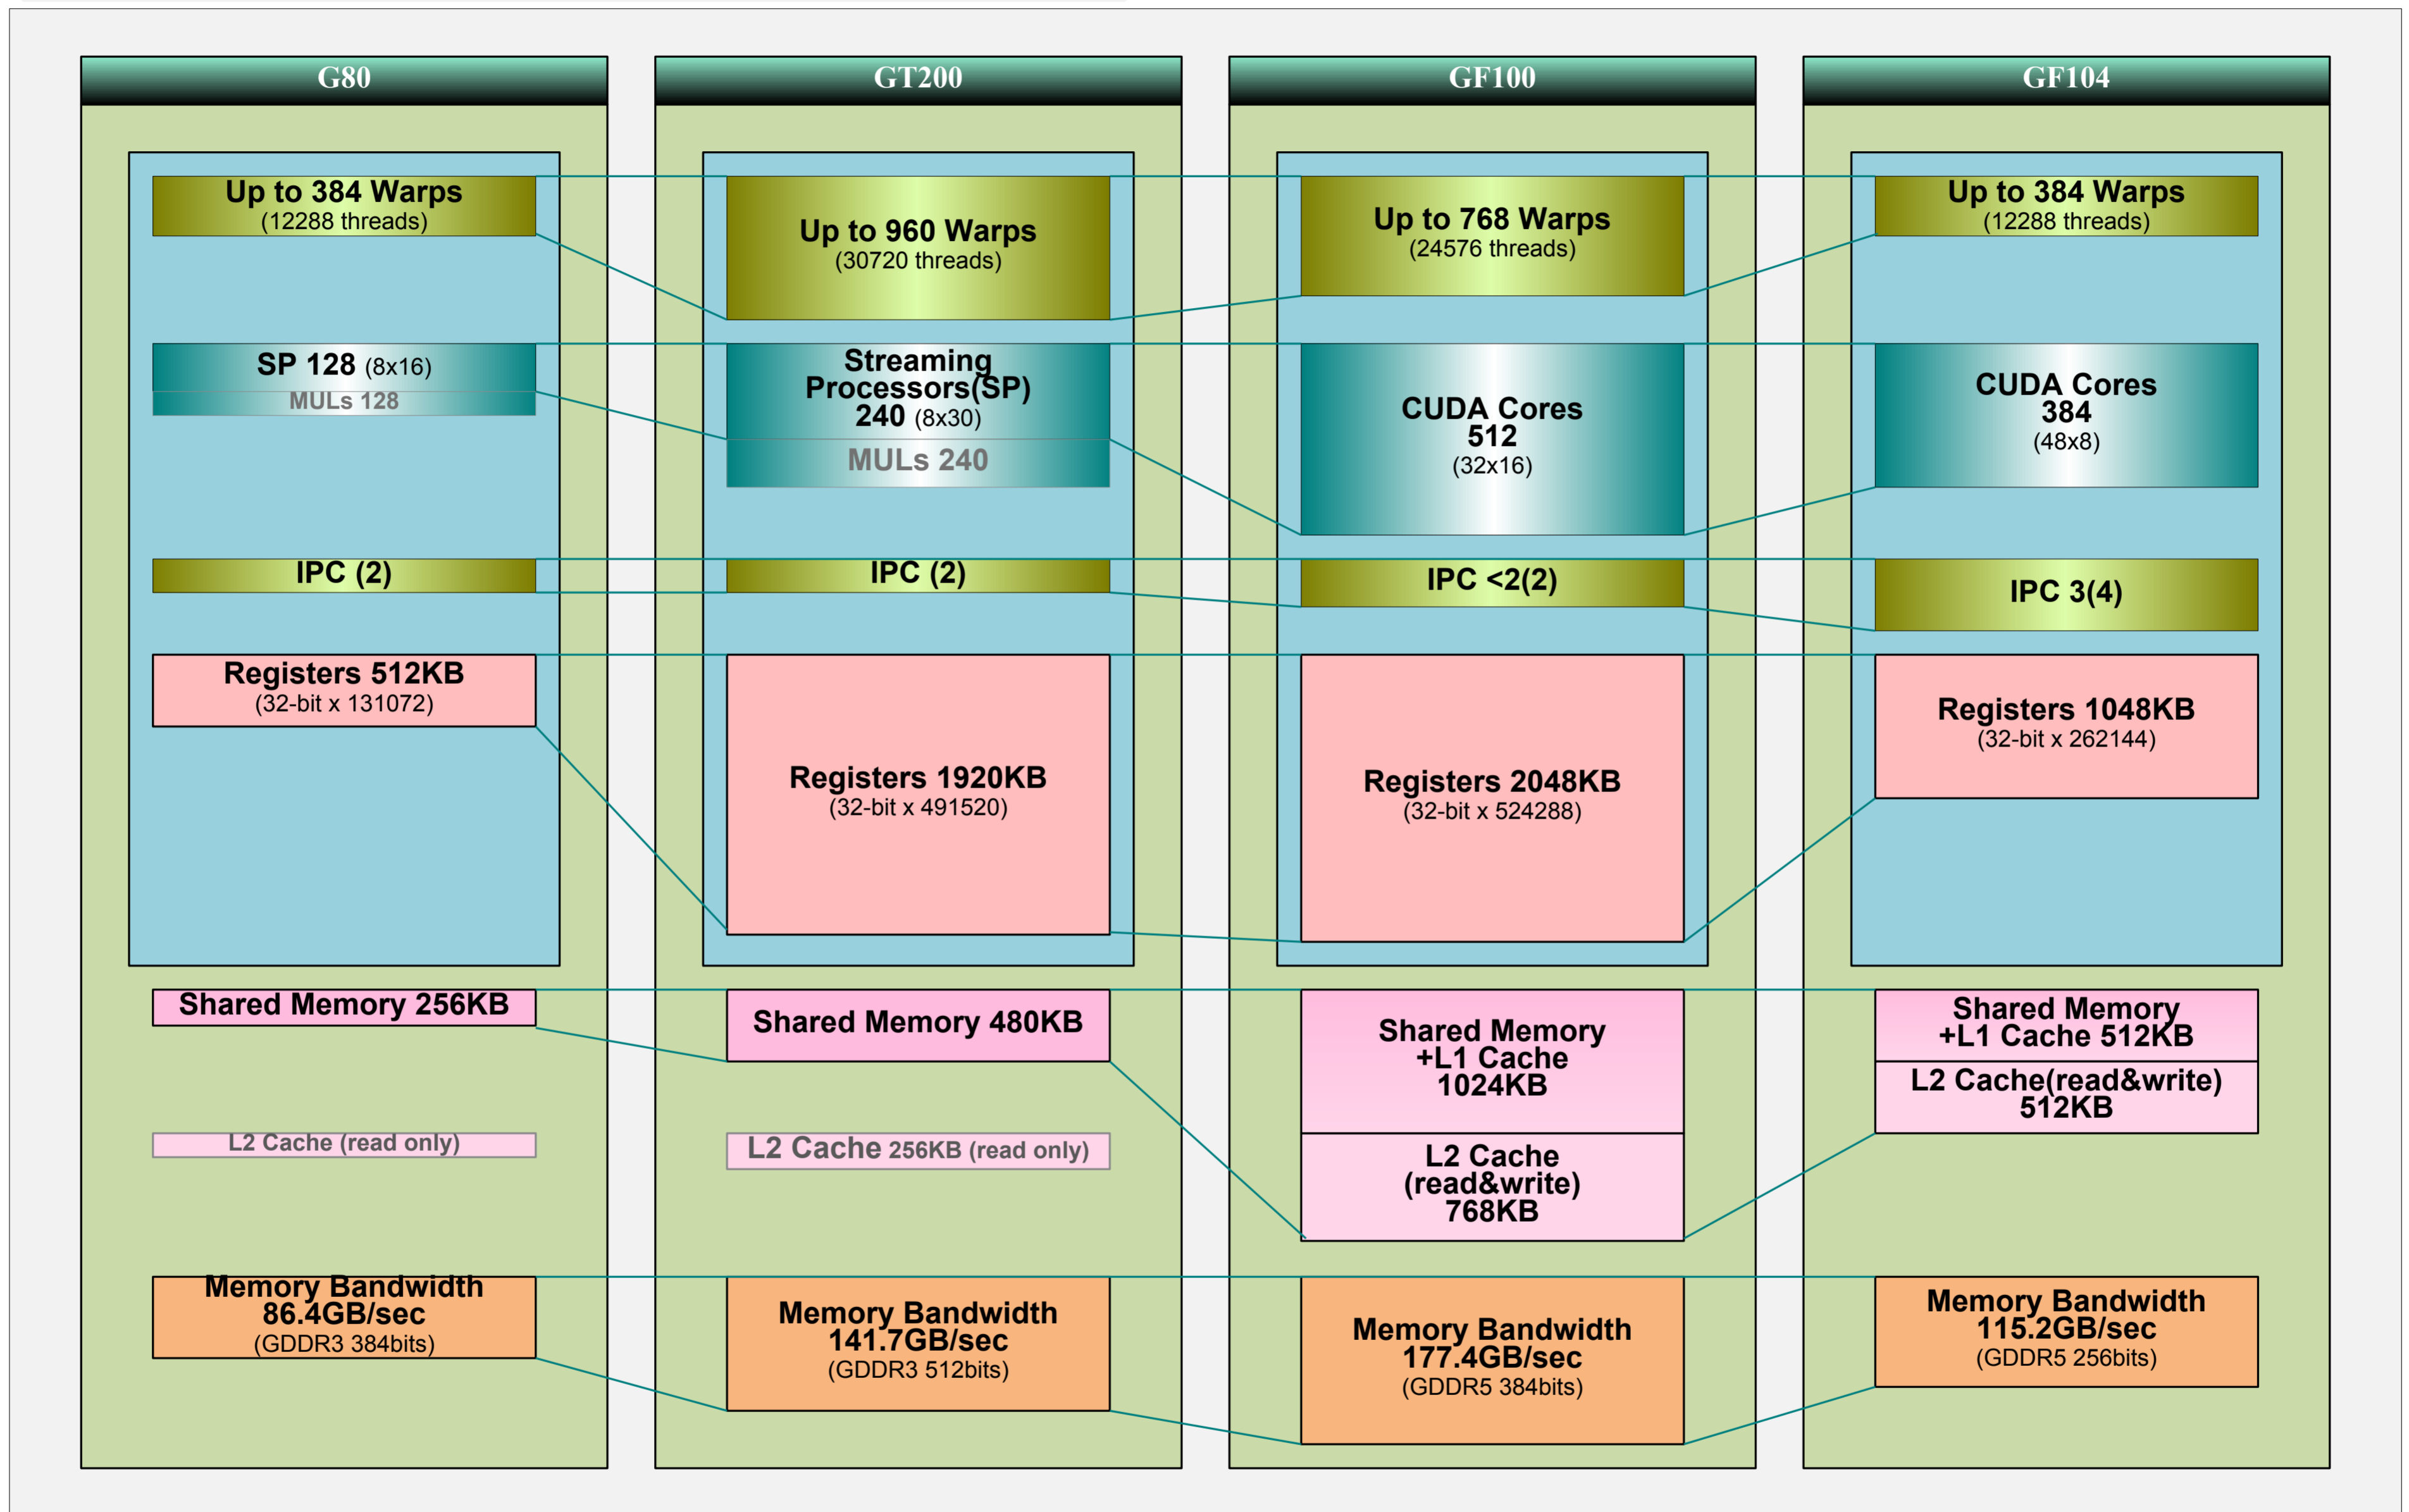 G80
Up to 384 Warps
(12288 threads)
SP 128 (8x16)
MULs 128
IPC (2)
Registers 512KB
(32-bit x 131072)
Shared Memory 256KB
L2 Cache (read only)
Memory Bandwidth
86.4GB/sec
(GDDR3 384bits)
GT200
Up to 960 Warps
(30720 threads)
Streaming
Processors(SP)
240 (8x30)
MULs 240
IPC (2)
Registers 1920KB
(32-bit x 491520)
Shared Memory 480KB
L2 Cache 256KB (read only)
Memory Bandwidth
141.7GB/sec
(GDDR3 512bits)
GF100
Up to 768 Warps
(24576 threads)
CUDA Cores
512
(32x16)
IPC <2(2)
Registers 2048KB
(32-bit x 524288)
Shared Memory
+L1 Cache
1024KB
L2 Cache
(read&write)
768KB
Memory Bandwidth
177.4GB/sec
(GDDR5 384bits)
GF104
Up to 384 Warps
(12288 threads)
CUDA Cores
384
(48x8)
IPC 3(4)
Registers 1048KB
(32-bit x 262144)
Shared Memory
+L1 Cache 512KB
L2 Cache(read&write)
512KB
Memory Bandwidth
115.2GB/sec
(GDDR5 256bits)